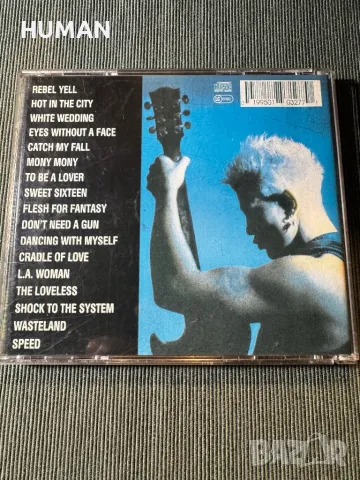 HUMAN
REBEL YELL
HOT IN THE CITY
WHITE WEDDING
EYES WITHOUT A FACE
CATCH MY FALL
MONY MONY
TO BE A LOVER
SWEET SIXTEEN
FLESH FOR FANTASY
DON'T NEED A GUN
DANCING WITH MYSELF
CRADLE OF LOVE
L.A. WOMAN
THE LOVELESS
SHOCK TO THE SYSTEM
WASTELAND
SPEED
BAZAR